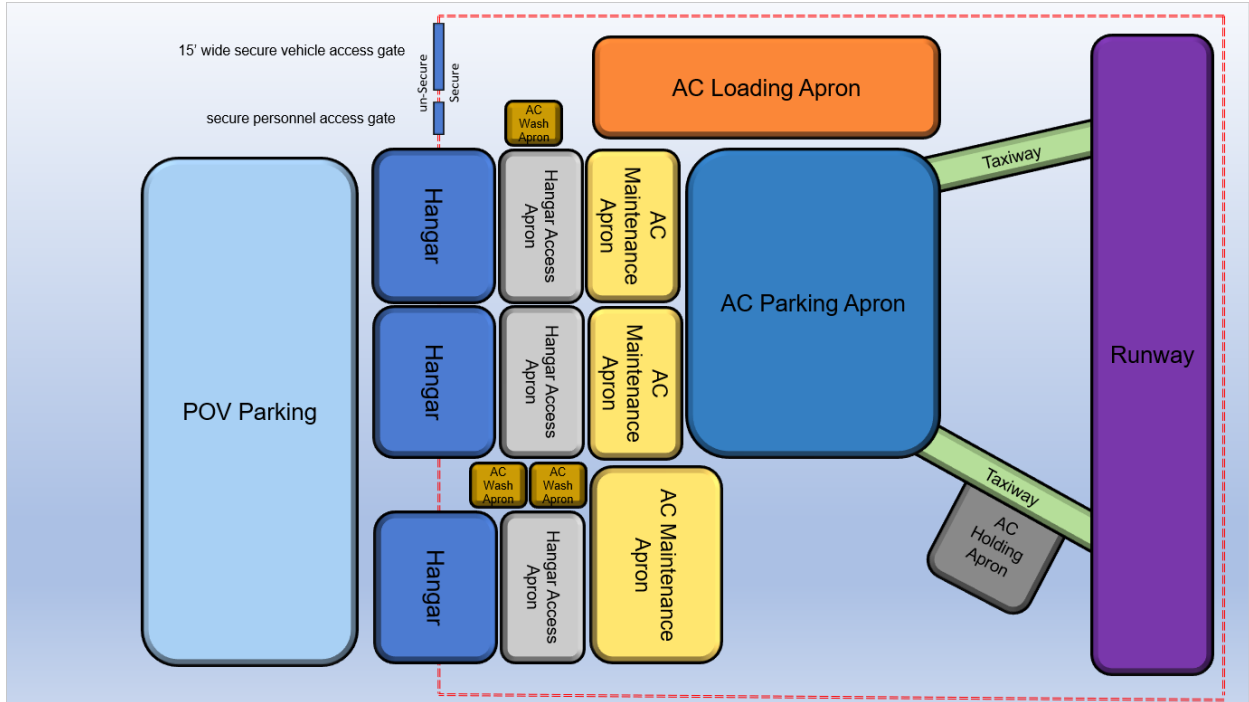 15' wide secure vehicle access gate
un-Secure
Secure
secure personnel access gate
AC
Wash
Apron
AC Loading Apron
Taxiway
Hangar
Hangar Access
Apron
AC
Maintenance
Apron
AC Parking Apron
Runway
POV Parking
Hangar
Hangar Access
Apron
AC
Maintenance
Apron
AC
Wash
Apron
AC
Wash
Apron
Taxiway
AC
Holding
Apron
Hangar
Hangar Access
Apron
AC Maintenance
Apron